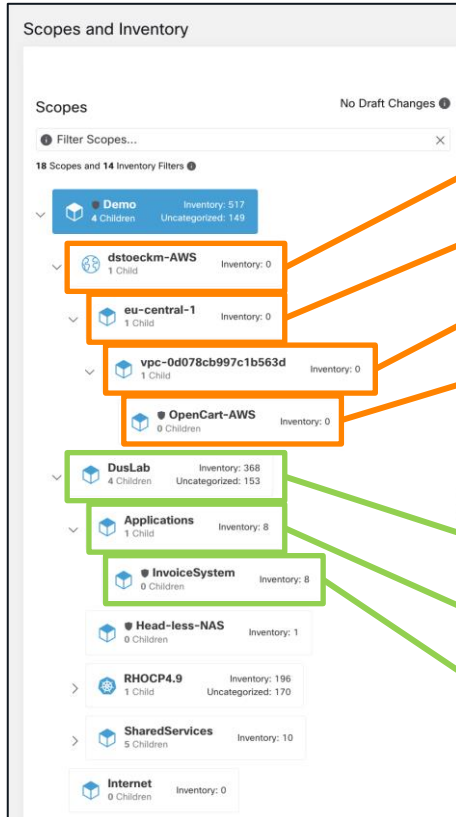 Scopes and Inventory
Scopes
No Draft Changes
Filter Scopes...
18 Scopes and 14 Inventory Filters
Demo
Inventory: 517
4 Children
Uncategorized: 149
dstoeckm-AWS
1 Child
Inventory: 0
eu-central-1
1 Child
Inventory: 0
vpc-0d078cb997c1b563d
1 Child
Inventory: 0
OpenCart-AWS
0 Children
Inventory: 0
DusLab
Inventory: 368
4 Children
Uncategorized: 153
Applications
1 Child
Inventory: 8
InvoiceSystem
0 Children
Inventory: 8
Head-less-NAS
0 Children
Inventory: 1
RHOCP4.9
Inventory: 196
1 Child
Uncategorized: 170
SharedServices
5 Children
Inventory: 10
Internet
0 Children
Inventory: 0